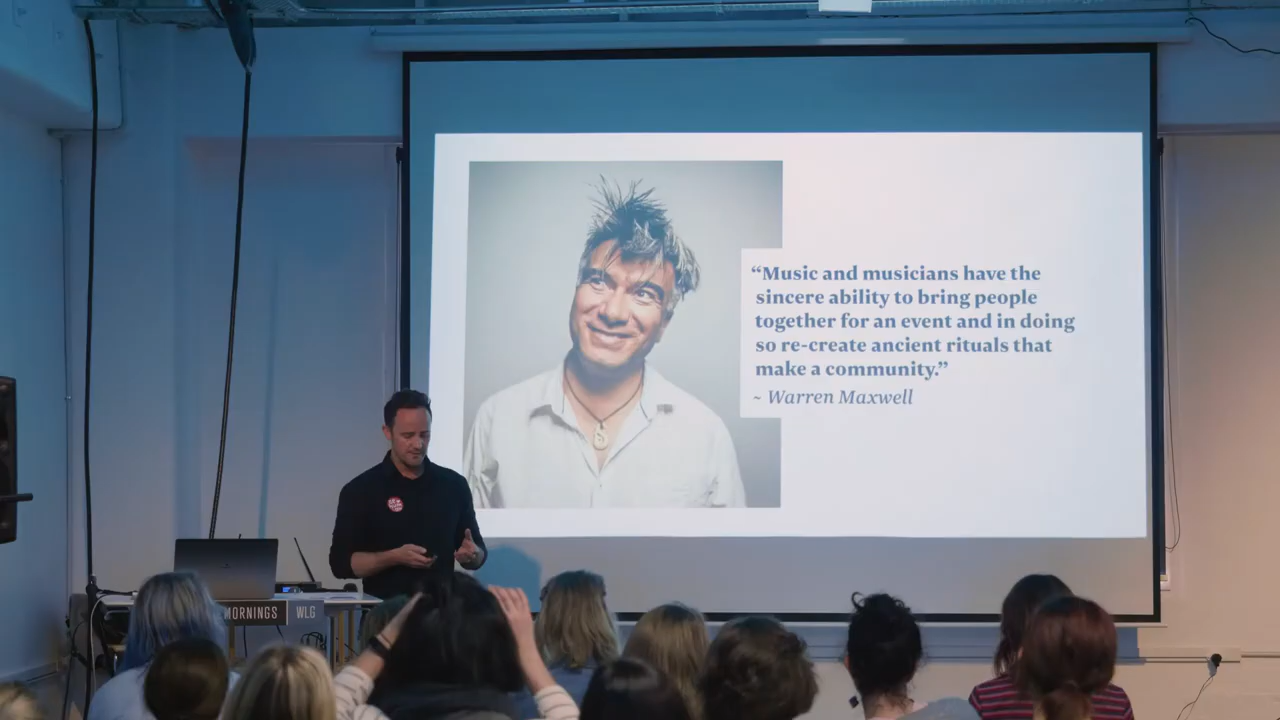 “Music and musicians have the
sincere ability to bring people
together for an event and in doing
so re-create ancient rituals that
make a community.”
~ Warren Maxwell
MORNINGS WLG